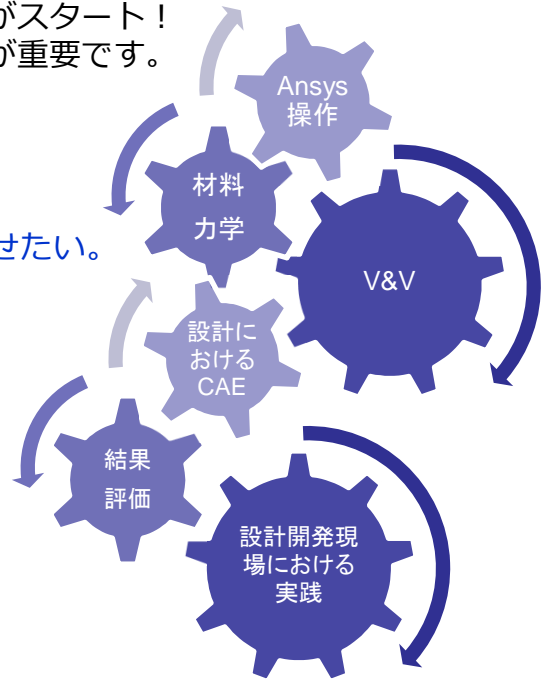 がスタート！
が重要です。
Ansys
操作
材料
力学
せたい。
V&V
設計に
おける
CAE
結果
評価
設計開発現
場における
実践